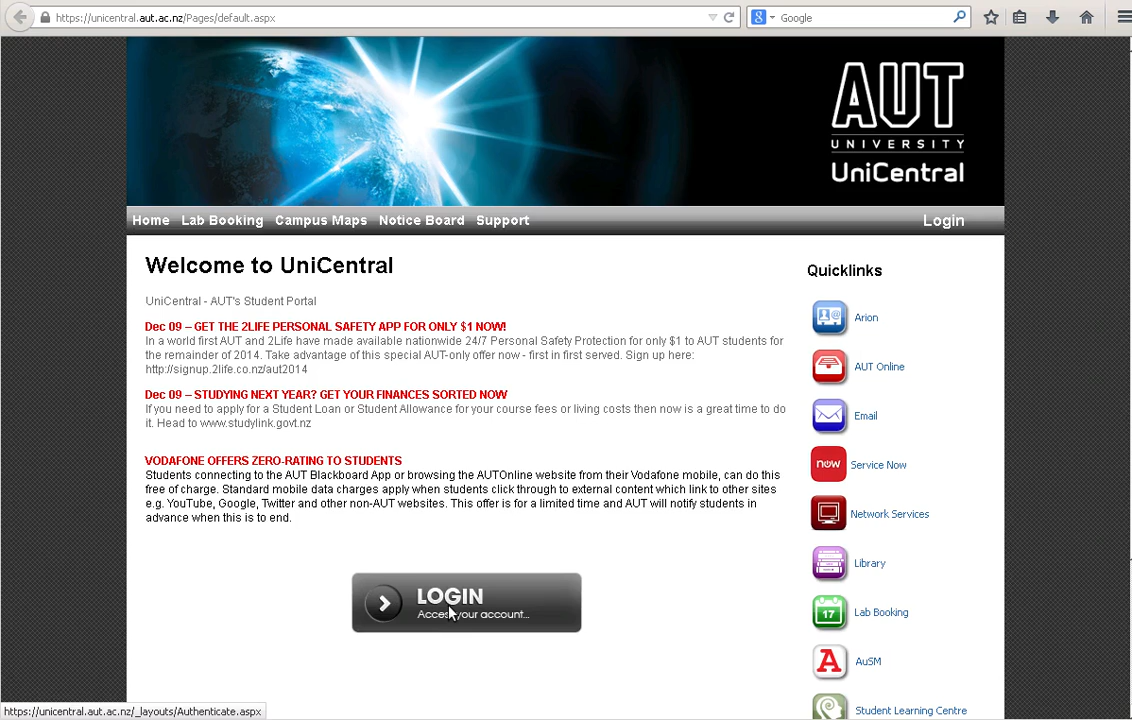 https://unicentral.aut.ac.nz/Pages/default.aspx
Google
AUT
UNIVERSITY
UniCentral
Home Lab Booking Campus Maps Notice Board Support Login
Welcome to UniCentral
UniCentral - AUT's Student Portal
Dec 09 – GET THE 2LIFE PERSONAL SAFETY APP FOR ONLY $1 NOW!
In a world first AUT and 2Life have made available nationwide 24/7 Personal Safety Protection for only $1 to AUT students for
the remainder of 2014. Take advantage of this special AUT-only offer now - first in first served. Sign up here:
http://signup.2life.co.nz/aut2014
Dec 09 – STUDYING NEXT YEAR? GET YOUR FINANCES SORTED NOW
If you need to apply for a Student Loan or Student Allowance for your course fees or living costs then now is a great time to do
it. Head to www.studylink.govt.nz
VODAFONE OFFERS ZERO-RATING TO STUDENTS
Students connecting to the AUT Blackboard App or browsing the AUTOnline website from their Vodafone mobile, can do this
free of charge. Standard mobile data charges apply when students click through to external content which link to other sites
e.g. YouTube, Google, Twitter and other non-AUT websites. This offer is for a limited time and AUT will notify students in
advance when this is to end.
LOGIN
Access your account...
Quicklinks
Arion
AUT Online
Email
now Service Now
Network Services
Library
17 Lab Booking
A AuSM
Student Learning Centre
https://unicentral.aut.ac.nz/_layouts/Authenticate.aspx